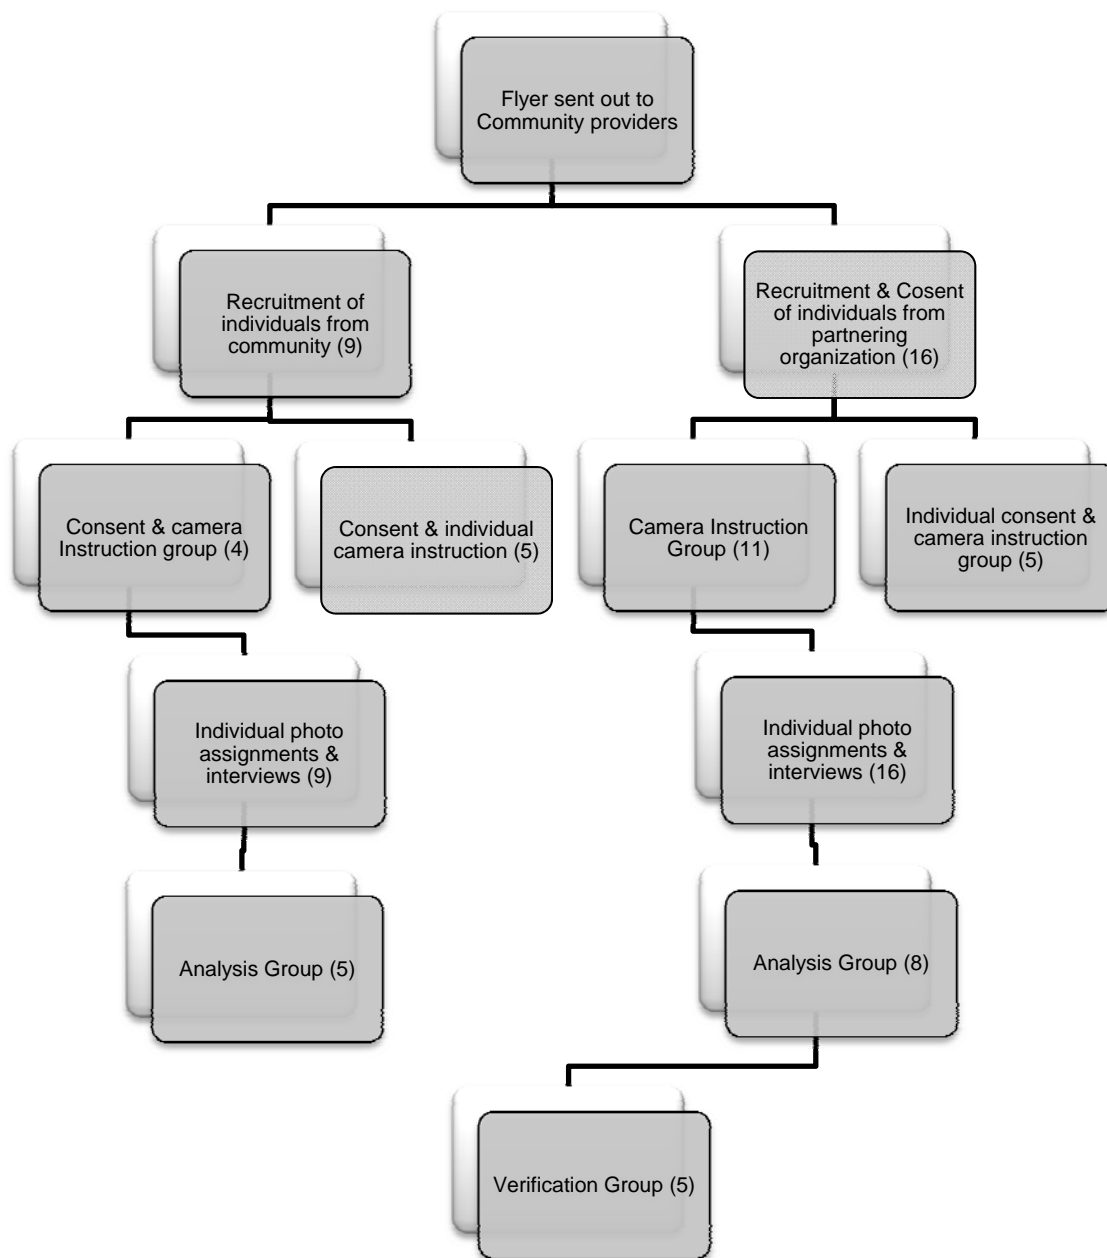 Flyer sent out to
Community providers
Recruitment of
individuals from
community (9)
Recruitment & Cosent
of individuals from
partnering
organization (16)
Consent & camera
Instruction group (4)
Consent & individual
camera instruction (5)
Camera Instruction
Group (11)
Individual consent &
camera instruction
group (5)
Individual photo
assignments &
interviews (9)
Individual photo
assignments &
interviews (16)
Analysis Group (5)
Analysis Group (8)
Verification Group (5)